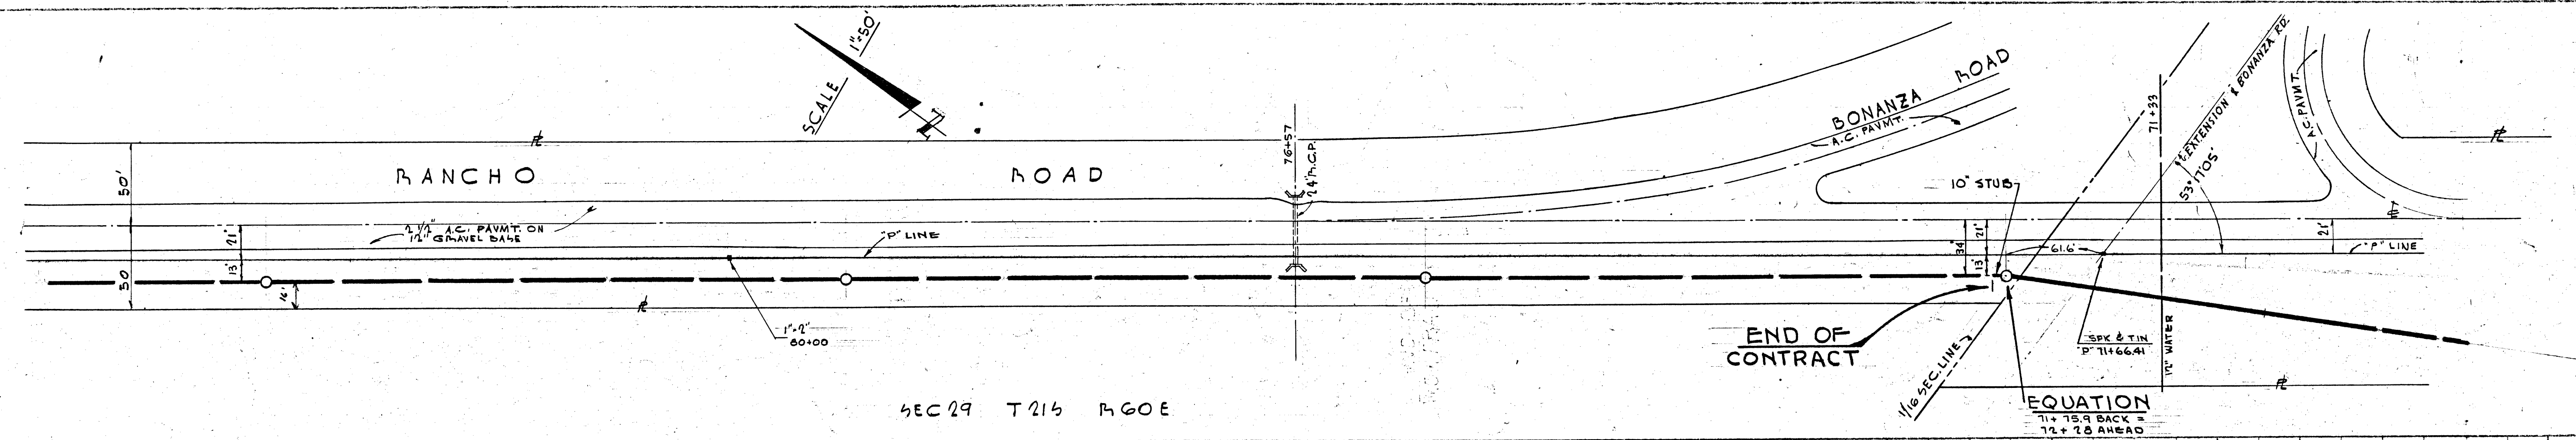 SCALE 1"=50'
RANCHO ROAD
50'
21'
13'
50
16'
2 1/2" A.C. PAVMT. ON
12" GRAVEL BASE
"P" LINE
1"-2"
80+00
76+57
24" R.C.P.
BONANZA ROAD
A.C. PAVMT.
10" STUB
34'
21'
13'
61.6'
71+33
12" WATER
53°17'05"
℄ EXTENSION ℄ BONANZA RD.
A.C. PAVMT.
21'
"P" LINE
END OF
CONTRACT
1/16 SEC. LINE
SPK & TIN
"P" 71+66.41
EQUATION
71+75.9 BACK =
72+28 AHEAD
SEC 29 T21S R60E